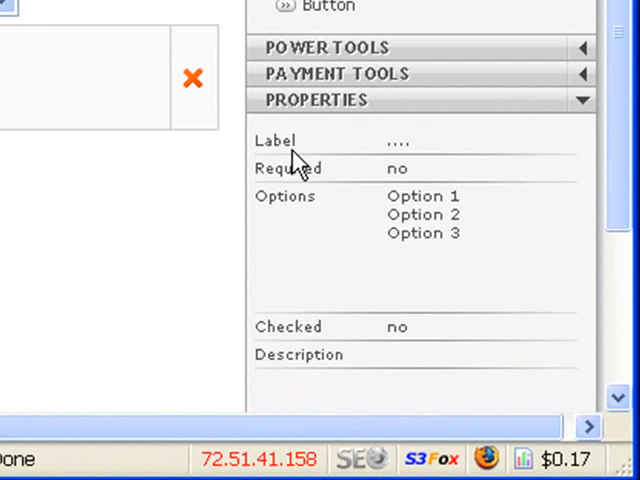 Button
POWER TOOLS
PAYMENT TOOLS
PROPERTIES
Label ....
Required no
Options Option 1
Option 2
Option 3
Checked no
Description
Done 72.51.41.158 SEO S3Fox $0.17